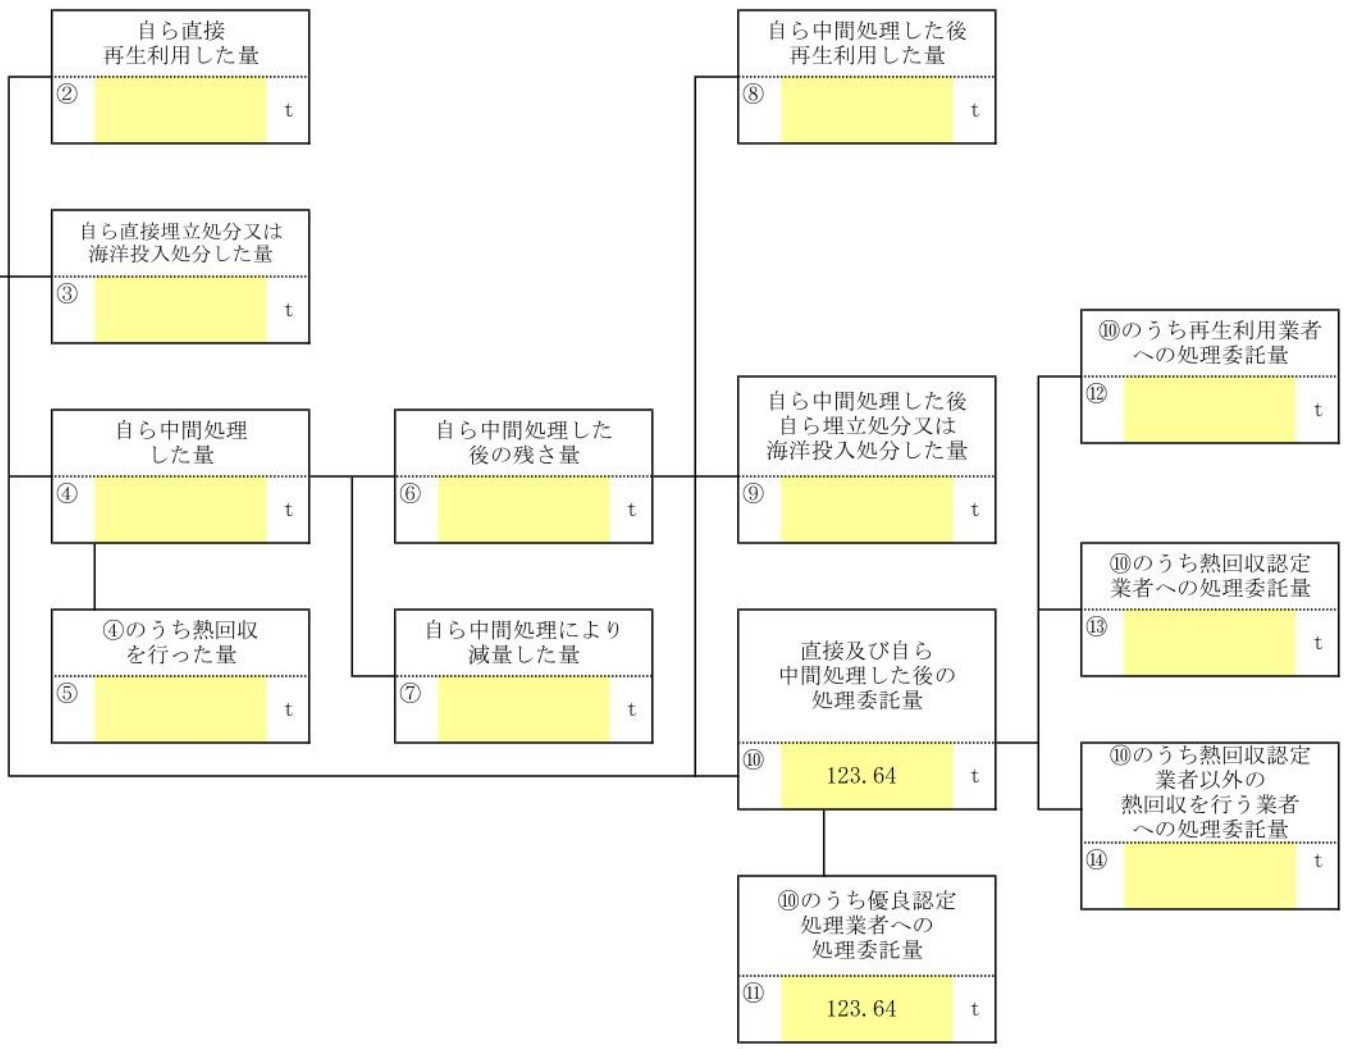 自ら直接
再生利用した量
②
t
自ら中間処理した後
再生利用した量
⑧
t
自ら直接埋立処分又は
海洋投入処分した量
③
t
⑩のうち再生利用業者
への処理委託量
⑫
t
自ら中間処理
した量
④
t
自ら中間処理した
後の残さ量
⑥
t
自ら中間処理した後
自ら埋立処分又は
海洋投入処分した量
⑨
t
⑩のうち熱回収認定
業者への処理委託量
⑬
t
④のうち熱回収
を行った量
⑤
t
自ら中間処理により
減量した量
⑦
t
直接及び自ら
中間処理した後の
処理委託量
⑩
123.64
t
⑩のうち熱回収認定
業者以外の
熱回収を行う業者
への処理委託量
⑭
t
⑩のうち優良認定
処理業者への
処理委託量
⑪
123.64
t